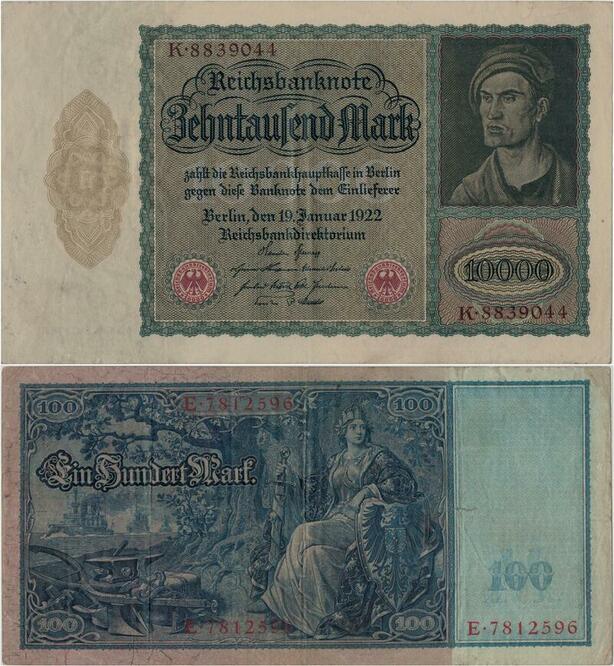 K·8839044
Reichsbanknote
Zehntausend Mark
zahlt die Reichsbankhauptkasse in Berlin
gegen diese Banknote dem Einlieferer
Berlin, den 19. Januar 1922
Reichsbankdirektorium
10000
K·8839044
100
E·7812596
100
Ein Hundert Mark.
100
100
E·7812596
100
E·7812596